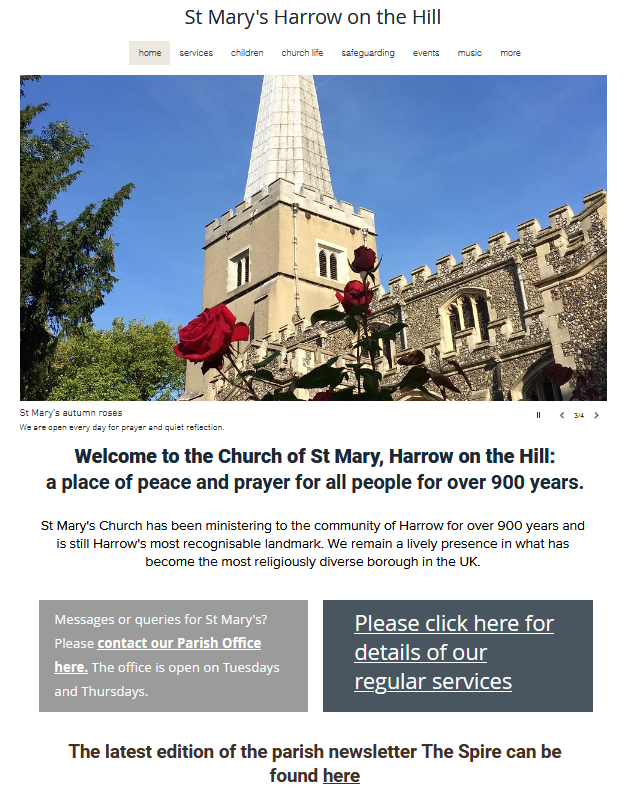 St Mary's Harrow on the Hill
home services children church life safeguarding events music more
St Mary's autumn roses
3/4
We are open every day for prayer and quiet reflection.
Welcome to the Church of St Mary, Harrow on the Hill:
a place of peace and prayer for all people for over 900 years.
St Mary's Church has been ministering to the community of Harrow for over 900 years and
is still Harrow's most recognisable landmark. We remain a lively presence in what has
become the most religiously diverse borough in the UK.
Messages or queries for St Mary's?
Please contact our Parish Office
here. The office is open on Tuesdays
and Thursdays.
Please click here for
details of our
regular services
The latest edition of the parish newsletter The Spire can be
found here